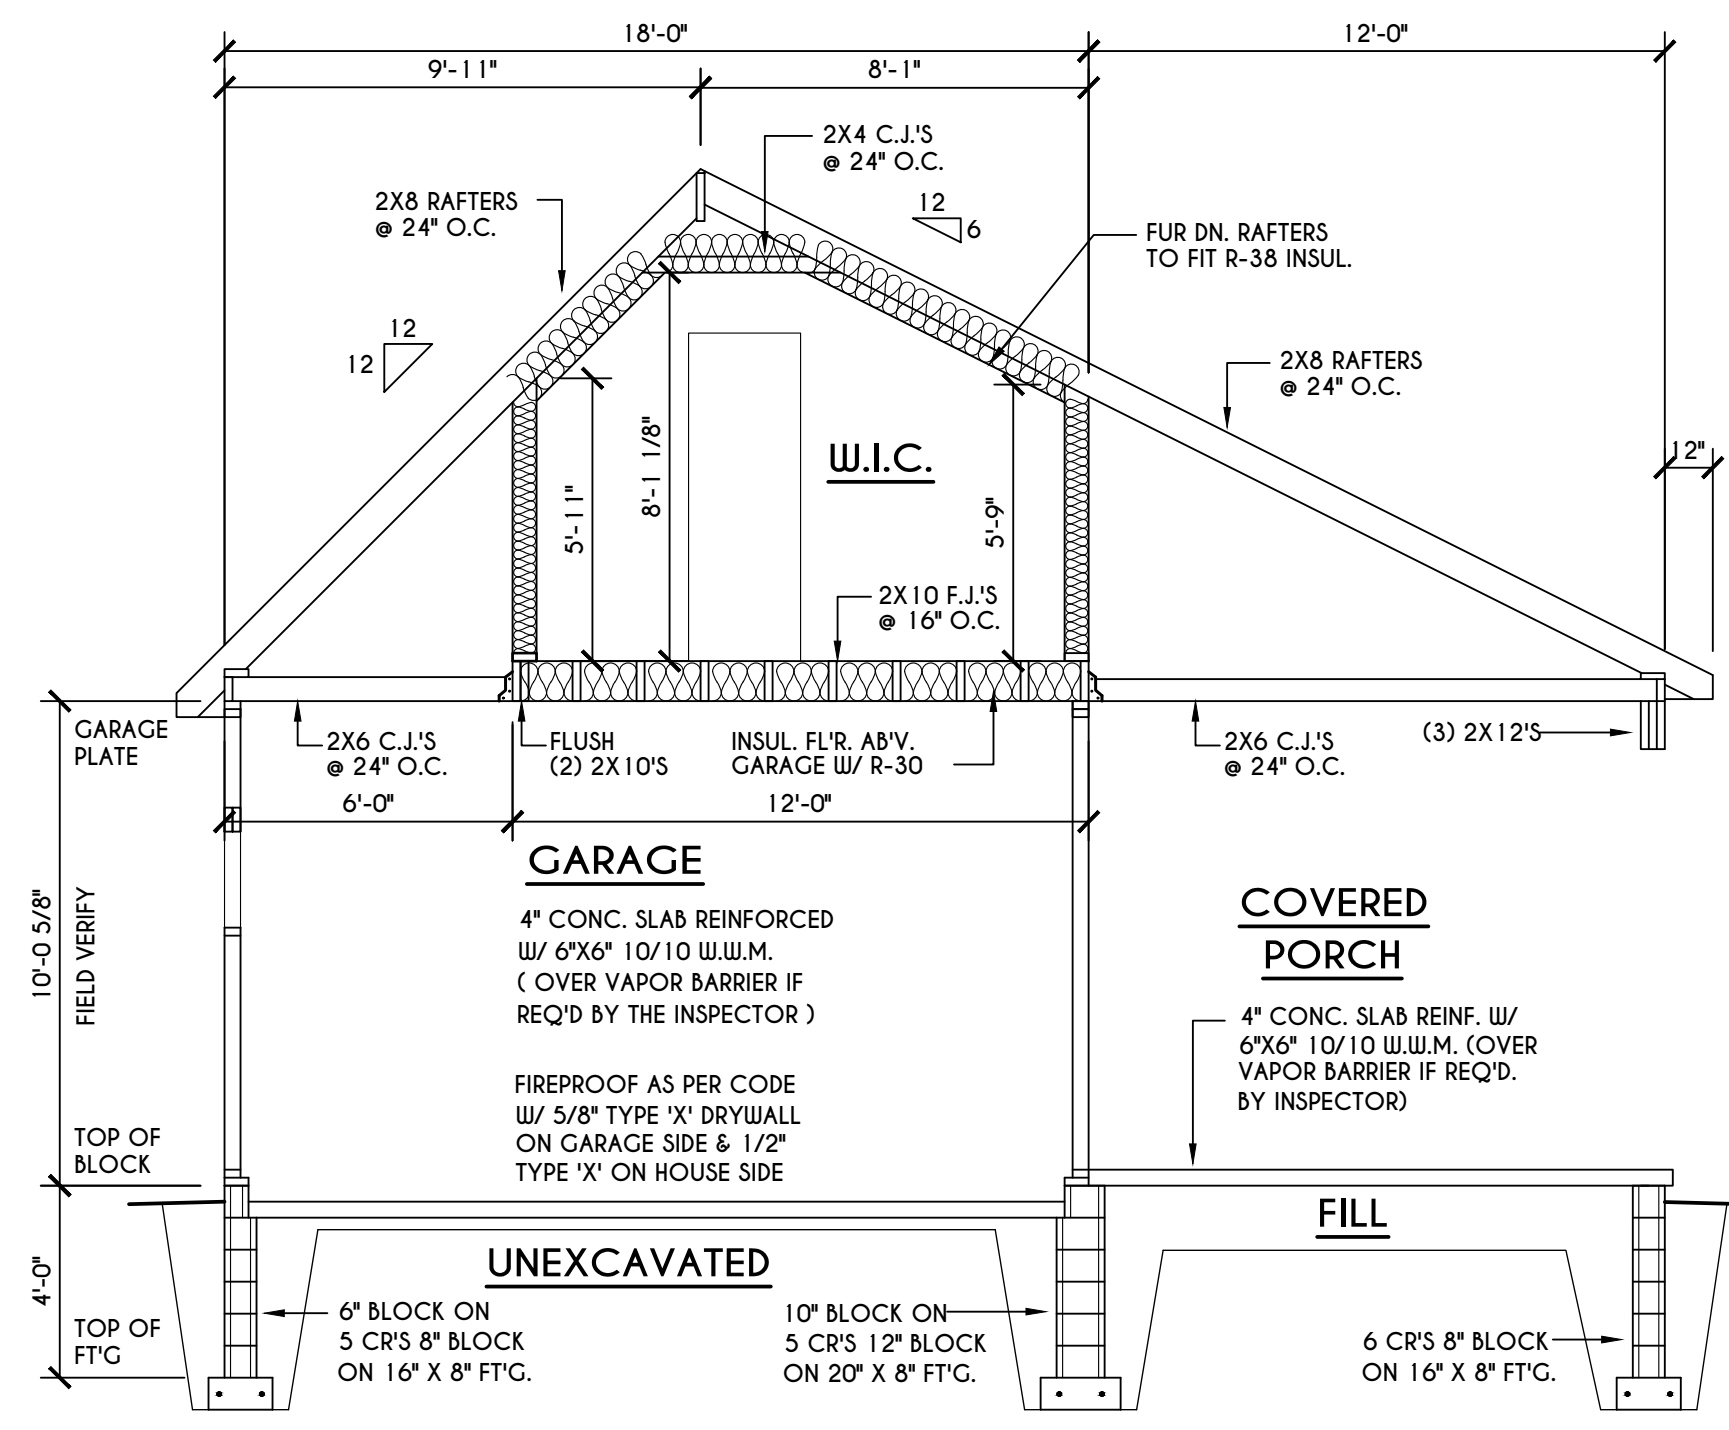 18'-0"
12'-0"
9'-11"
8'-1"
2X4 C.J.'S
@ 24" O.C.
2X8 RAFTERS
@ 24" O.C.
12
6
FUR DN. RAFTERS
TO FIT R-38 INSUL.
12
12
2X8 RAFTERS
@ 24" O.C.
12"
W.I.C.
5'-11"
8'-1 1/8"
5'-9"
2X10 F.J.'S
@ 16" O.C.
GARAGE
PLATE
2X6 C.J.'S
@ 24" O.C.
FLUSH
(2) 2X10'S
INSUL. FL'R. AB'V.
GARAGE W/ R-30
2X6 C.J.'S
@ 24" O.C.
(3) 2X12'S
6'-0"
12'-0"
10'-0 5/8"
FIELD VERIFY
GARAGE
4" CONC. SLAB REINFORCED
W/ 6"X6" 10/10 W.W.M.
( OVER VAPOR BARRIER IF
REQ'D BY THE INSPECTOR )
FIREPROOF AS PER CODE
W/ 5/8" TYPE 'X' DRYWALL
ON GARAGE SIDE & 1/2"
TYPE 'X' ON HOUSE SIDE
COVERED
PORCH
4" CONC. SLAB REINF. W/
6"X6" 10/10 W.W.M. (OVER
VAPOR BARRIER IF REQ'D.
BY INSPECTOR)
TOP OF
BLOCK
4'-0"
TOP OF
FT'G
UNEXCAVATED
FILL
6" BLOCK ON
5 CR'S 8" BLOCK
ON 16" X 8" FT'G.
10" BLOCK ON
5 CR'S 12" BLOCK
ON 20" X 8" FT'G.
6 CR'S 8" BLOCK
ON 16" X 8" FT'G.